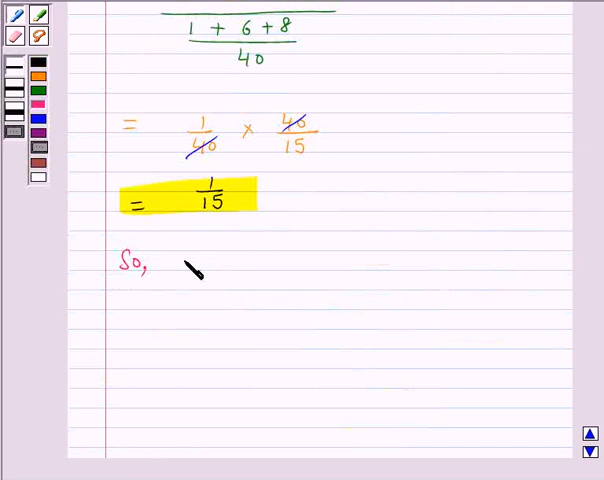 1 + 6 + 8
40
= 1/40 × 40/15
= 1/15
So,